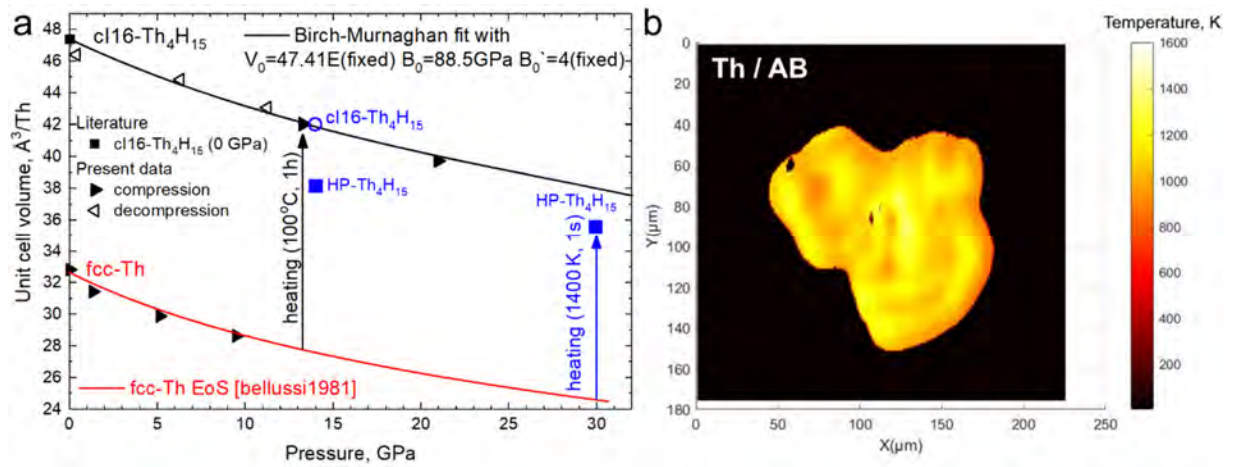 a
cI16-Th₄H₁₅
Birch-Murnaghan fit with
V₀=47.41E(fixed) B₀=88.5GPa B₀`=4(fixed)
Literature
cI16-Th₄H₁₅ (0 GPa)
Present data
compression
decompression
cI16-Th₄H₁₅
HP-Th₄H₁₅
HP-Th₄H₁₅
heating (100°C, 1h)
heating (1400K, 1s)
fcc-Th
fcc-Th EoS [bellussi1981]
Unit cell volume, Å³/Th
48
46
44
42
40
38
36
34
32
30
28
26
24
0 5 10 15 20 25 30
Pressure, GPa
b
Temperature, K
Th / AB
Y(μm)
0
20
40
60
80
100
120
140
160
180
0 50 100 150 200 250
X(μm)
1600
1400
1200
1000
800
600
400
200